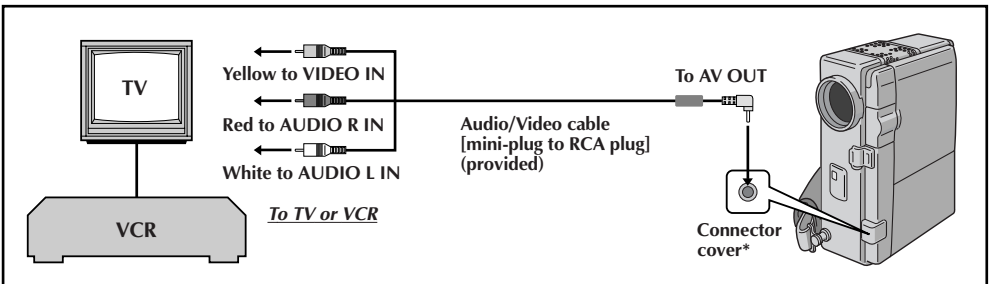 TV
VCR
Yellow to VIDEO IN
Red to AUDIO R IN
White to AUDIO L IN
To TV or VCR
Audio/Video cable
[mini-plug to RCA plug]
(provided)
To AV OUT
Connector
cover*